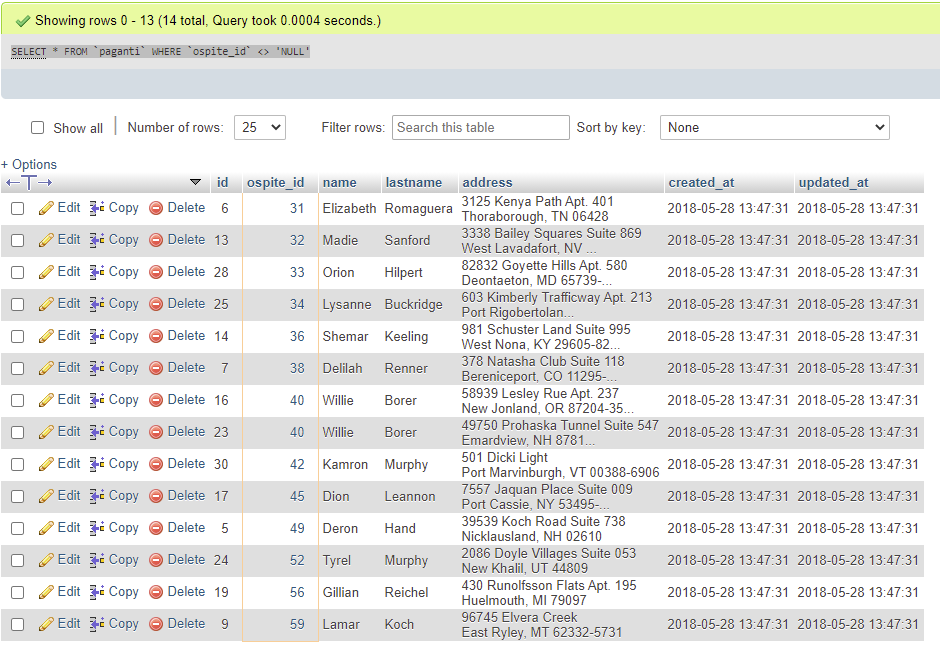 Showing rows 0 - 13 (14 total, Query took 0.0004 seconds.)
SELECT * FROM `paganti` WHERE `ospite_id` <> 'NULL'
Show all | Number of rows: 25 Filter rows: Search this table Sort by key: None
+ Options
←T→ id ospite_id name lastname address created_at updated_at
Edit Copy Delete 6 31 Elizabeth Romaguera 3125 Kenya Path Apt. 401
Thoraborough, TN 06428 2018-05-28 13:47:31 2018-05-28 13:47:31
Edit Copy Delete 13 32 Madie Sanford 3338 Bailey Squares Suite 869
West Lavadafort, NV ... 2018-05-28 13:47:31 2018-05-28 13:47:31
Edit Copy Delete 28 33 Orion Hilpert 82832 Goyette Hills Apt. 580
Deontaeton, MD 65739-... 2018-05-28 13:47:31 2018-05-28 13:47:31
Edit Copy Delete 25 34 Lysanne Buckridge 603 Kimberly Trafficway Apt. 213
Port Rigobertolan... 2018-05-28 13:47:31 2018-05-28 13:47:31
Edit Copy Delete 14 36 Shemar Keeling 981 Schuster Land Suite 995
West Nona, KY 29605-82... 2018-05-28 13:47:31 2018-05-28 13:47:31
Edit Copy Delete 7 38 Delilah Renner 378 Natasha Club Suite 118
Bereniceport, CO 11295-... 2018-05-28 13:47:31 2018-05-28 13:47:31
Edit Copy Delete 16 40 Willie Borer 58939 Lesley Rue Apt. 237
New Jonland, OR 87204-35... 2018-05-28 13:47:31 2018-05-28 13:47:31
Edit Copy Delete 23 40 Willie Borer 49750 Prohaska Tunnel Suite 547
Emardview, NH 8781... 2018-05-28 13:47:31 2018-05-28 13:47:31
Edit Copy Delete 30 42 Kamron Murphy 501 Dicki Light
Port Marvinburgh, VT 00388-6906 2018-05-28 13:47:31 2018-05-28 13:47:31
Edit Copy Delete 17 45 Dion Leannon 7557 Jaquan Place Suite 009
Port Cassie, NY 53495-... 2018-05-28 13:47:31 2018-05-28 13:47:31
Edit Copy Delete 5 49 Deron Hand 39539 Koch Road Suite 738
Nicklausland, NH 02610 2018-05-28 13:47:31 2018-05-28 13:47:31
Edit Copy Delete 24 52 Tyrel Murphy 2086 Doyle Villages Suite 053
New Khalil, UT 44809 2018-05-28 13:47:31 2018-05-28 13:47:31
Edit Copy Delete 19 56 Gillian Reichel 430 Runolfsson Flats Apt. 195
Huelmouth, MI 79097 2018-05-28 13:47:31 2018-05-28 13:47:31
Edit Copy Delete 9 59 Lamar Koch 96745 Elvera Creek
East Ryley, MT 62332-5731 2018-05-28 13:47:31 2018-05-28 13:47:31